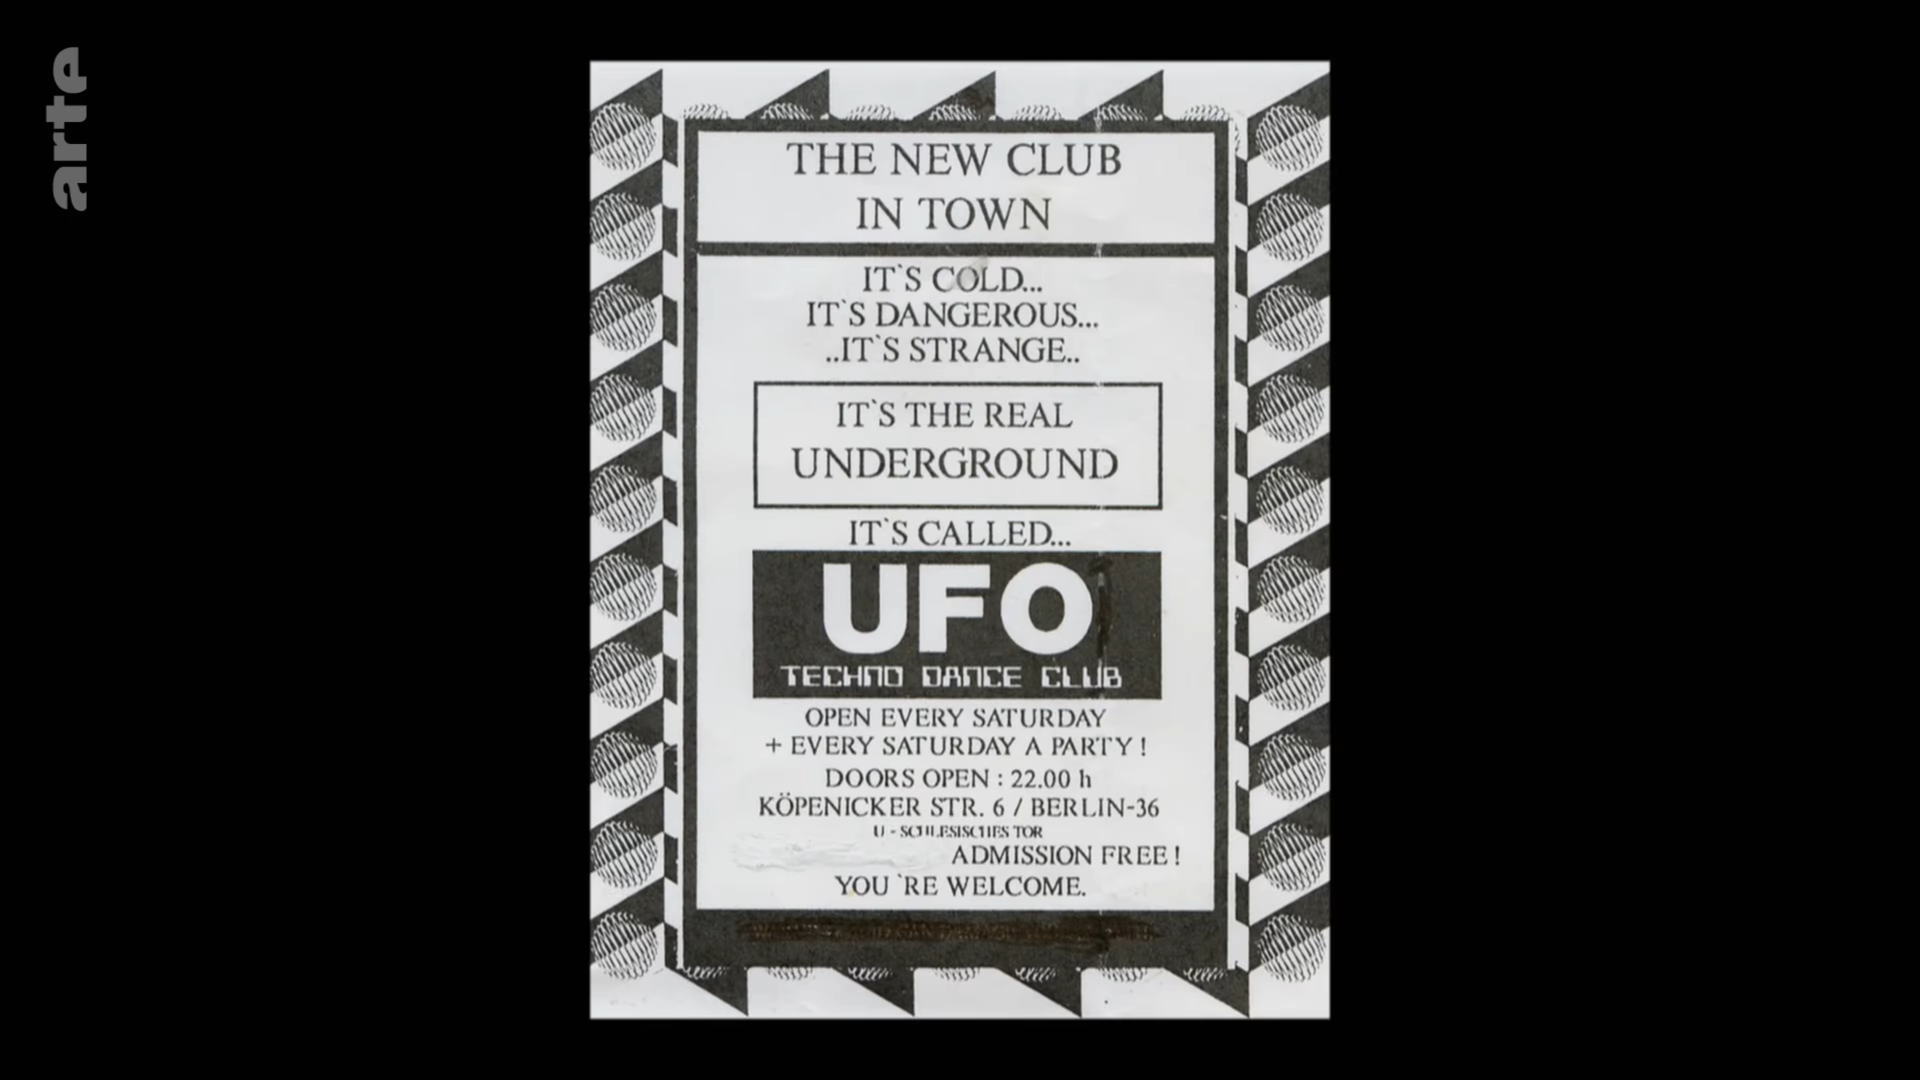 arte
THE NEW CLUB
IN TOWN
IT`S COLD...
IT`S DANGEROUS...
..IT`S STRANGE..
IT`S THE REAL
UNDERGROUND
IT`S CALLED...
UFO
TECHNO DANCE CLUB
OPEN EVERY SATURDAY
+ EVERY SATURDAY A PARTY !
DOORS OPEN : 22.00 h
KÖPENICKER STR. 6 / BERLIN-36
U - SCHLESISCHES TOR
ADMISSION FREE !
YOU `RE WELCOME.